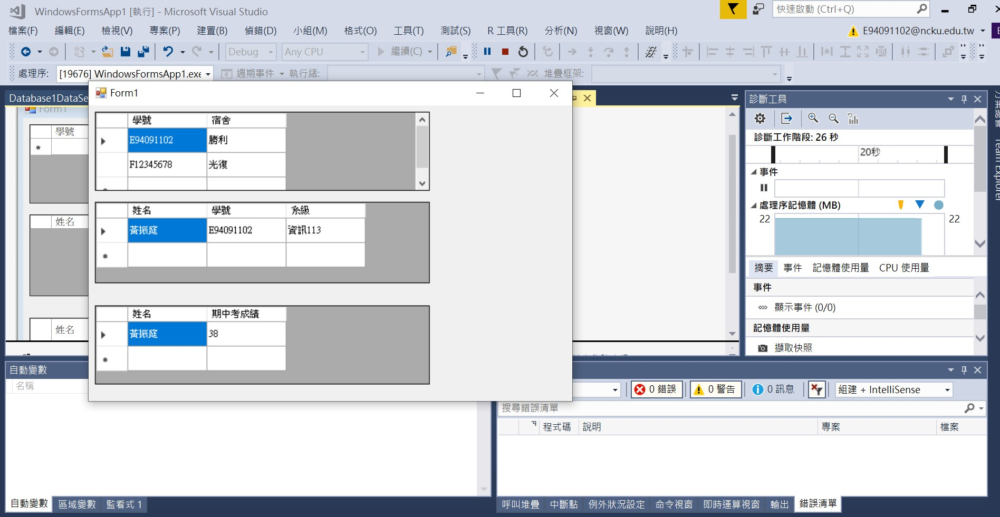 WindowsFormsApp1 [執行] - Microsoft Visual Studio
快速啟動 (Ctrl+Q)
檔案(F) 編輯(E) 檢視(V) 專案(P) 建置(B) 偵錯(D) 小組(M) 格式(O) 工具(T) 測試(S) R 工具(R) 分析(N) 視窗(W) 說明(H)
E94091102@ncku.edu.tw
Debug Any CPU 繼續(C)
處理序: [19676] WindowsFormsApp1.exe 週期事件 執行緒: 堆疊框架:
Database1DataSe
Form1
學號
姓名
姓名
Form1
學號 宿舍
E94091102 勝利
F12345678 光復
姓名 學號 系級
黃振庭 E94091102 資訊113
姓名 期中考成績
黃振庭 38
診斷工具
診斷工作階段: 26 秒
20秒
事件
處理序記憶體 (MB)
22 22
摘要 事件 記憶體使用量 CPU 使用量
事件
顯示事件 (0/0)
記憶體使用量
擷取快照
Team Explorer
自動變數
名稱
自動變數 區域變數 監看式 1
0 錯誤 0 警告 0 訊息 組建 + IntelliSense
搜尋錯誤清單
程式碼 說明 專案 檔案
呼叫堆疊 中斷點 例外狀況設定 命令視窗 即時運算視窗 輸出 錯誤清單